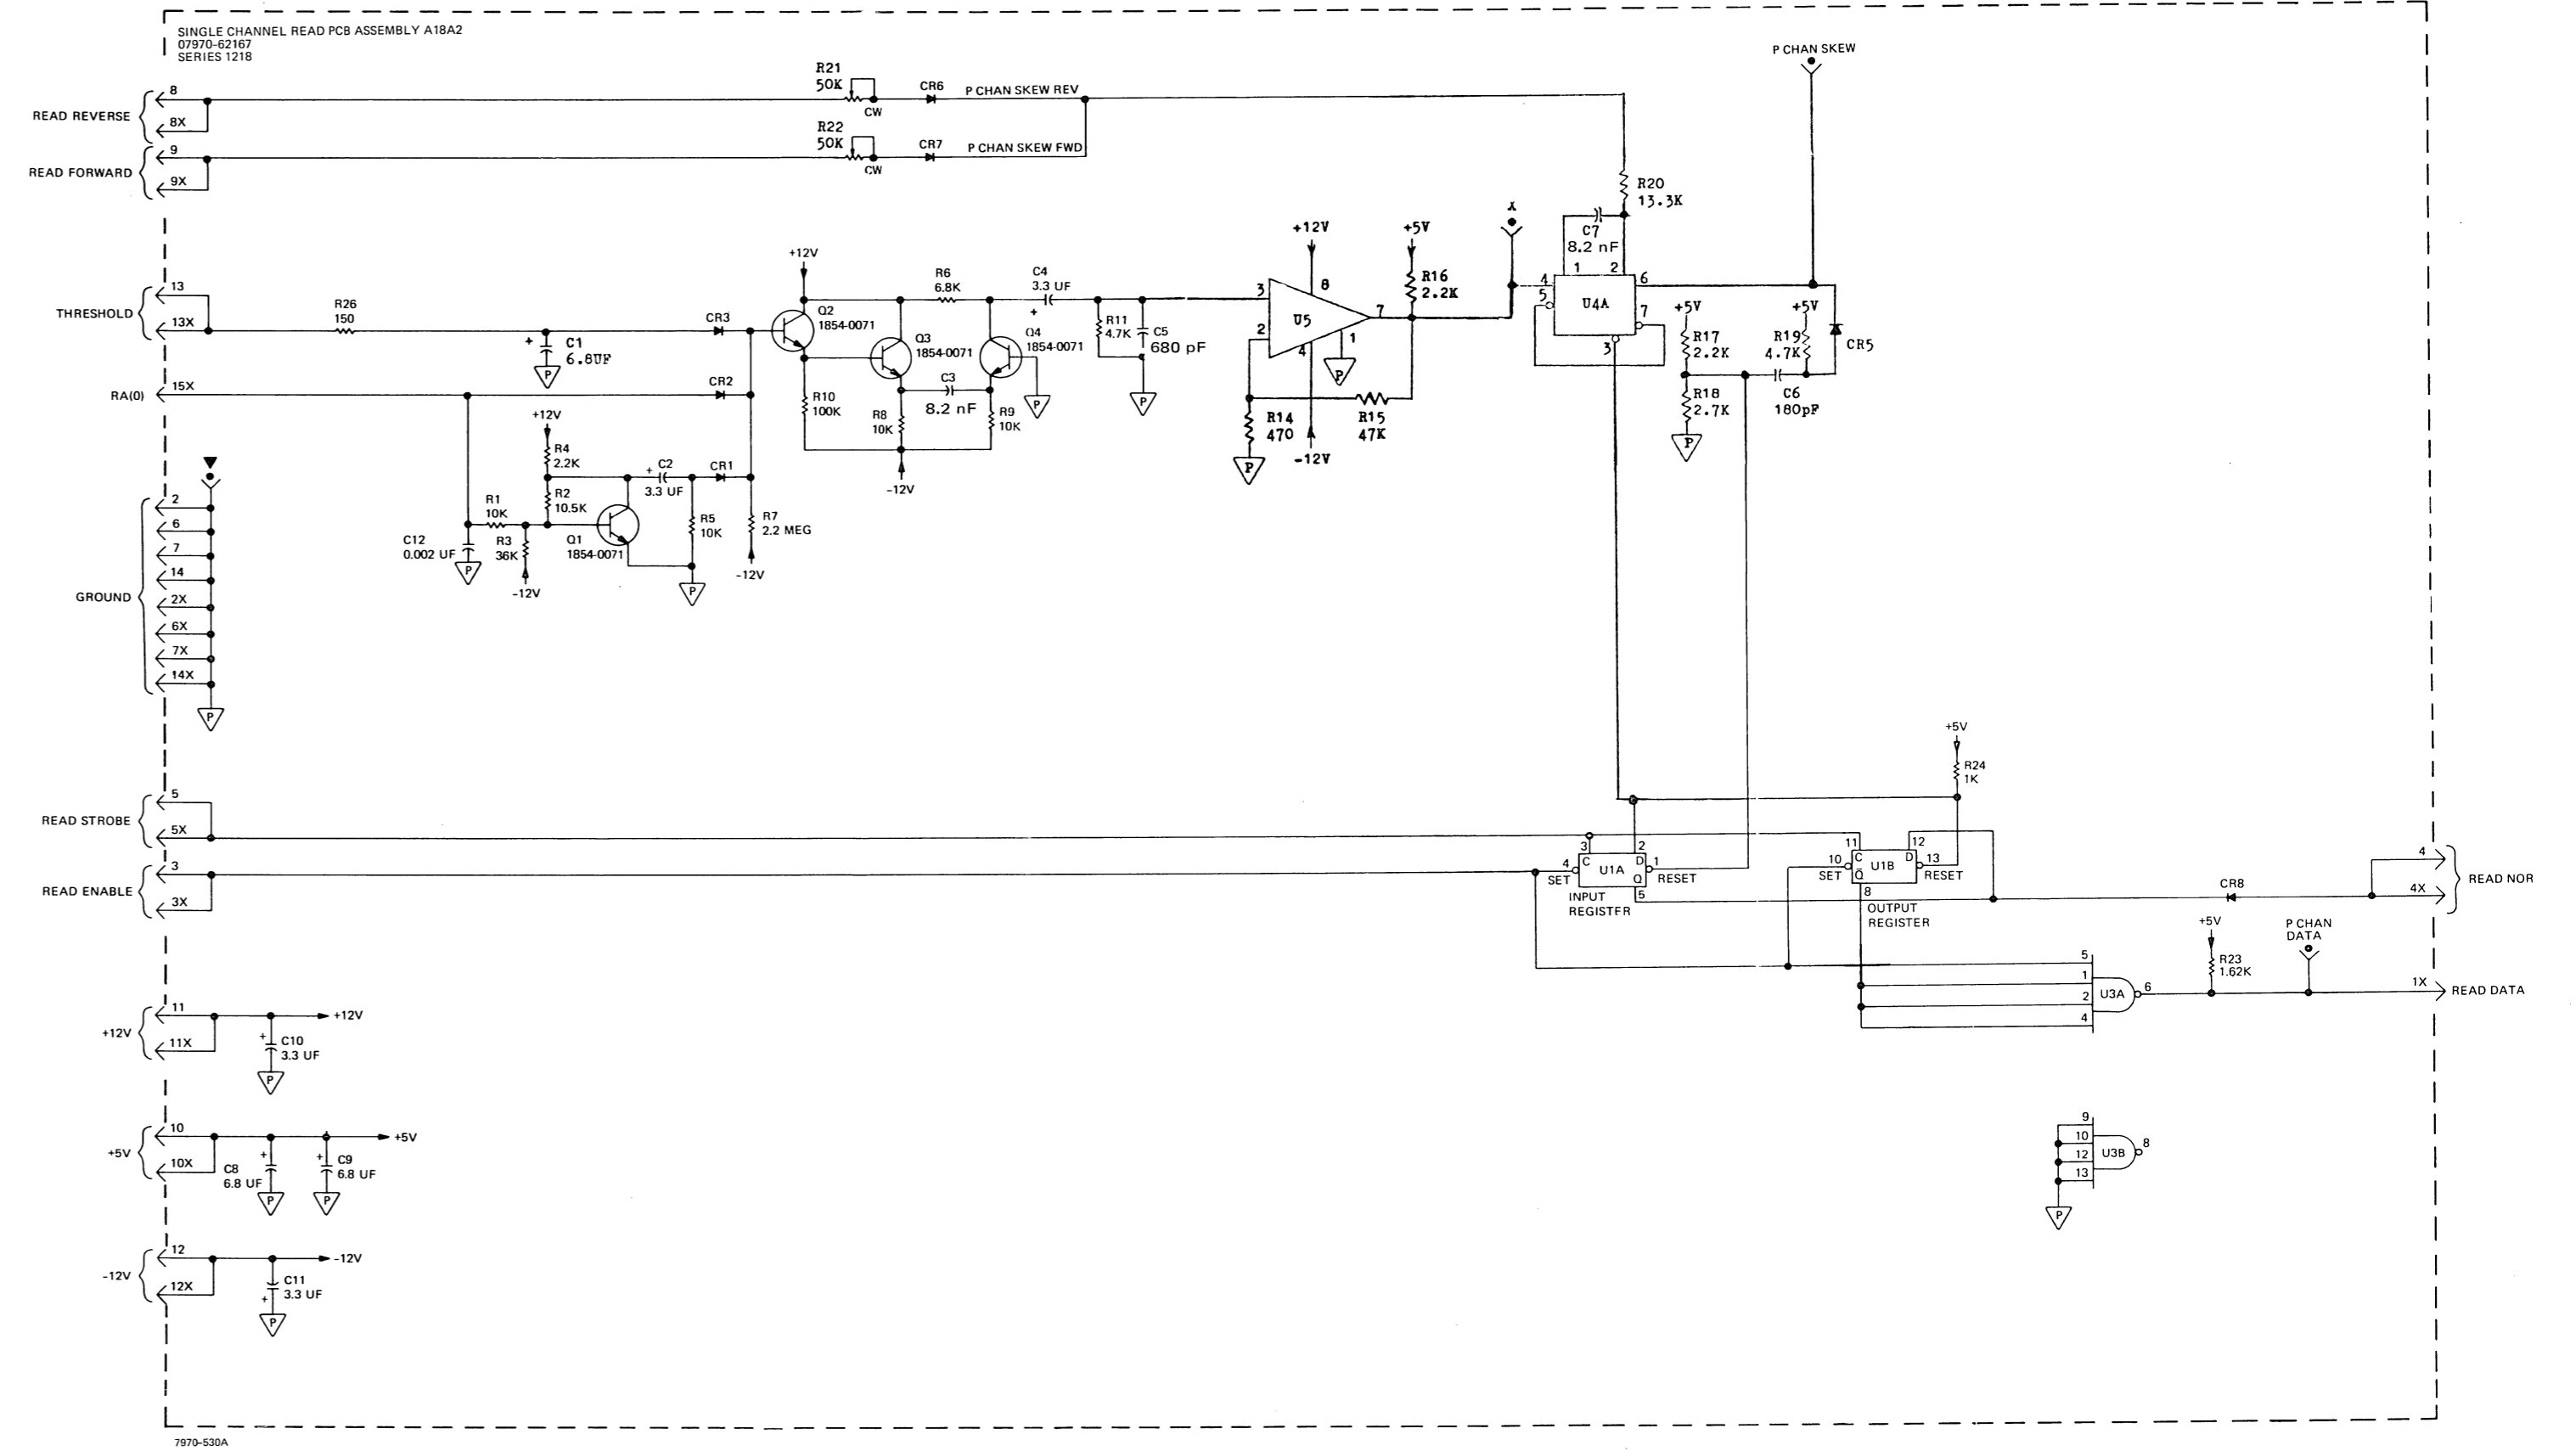 SINGLE CHANNEL READ PCB ASSEMBLY A18A2
07970-62167
SERIES 1218
P CHAN SKEW
READ REVERSE
8
8X
R21
50K
CW
CR6
P CHAN SKEW REV
READ FORWARD
9
9X
R22
50K
CW
CR7
P CHAN SKEW FWD
R20
13.3K
C7
8.2 nF
1
2
4
5
U4A
6
7
3
THRESHOLD
13
13X
R26
150
+
C1
6.8UF
P
CR3
+12V
Q2
1854-0071
R6
6.8K
C4
3.3 UF
+
Q3
1854-0071
Q4
1854-0071
R11
4.7K
C5
680 pF
P
C3
8.2 nF
R10
100K
R8
10K
R9
10K
P
-12V
+12V
3
8
2
U5
7
4
1
P
+5V
R16
2.2K
X
R14
470
P
R15
47K
-12V
+5V
R17
2.2K
R18
2.7K
P
+5V
R19
4.7K
C6
180pF
CR5
RA(0)
15X
CR2
+12V
R4
2.2K
R2
10.5K
+
C2
3.3 UF
CR1
R1
10K
R3
36K
-12V
C12
0.002 UF
P
Q1
1854-0071
R5
10K
P
R7
2.2 MEG
-12V
GROUND
2
6
7
14
2X
6X
7X
14X
P
READ STROBE
5
5X
READ ENABLE
3
3X
+5V
R24
1K
3
2
4
C
D
1
U1A
SET
Q
RESET
5
INPUT
REGISTER
11
12
10
C
D
13
U1B
SET
Q̅
RESET
8
OUTPUT
REGISTER
CR8
4
4X
READ NOR
+5V
R23
1.62K
P CHAN
DATA
5
1
2
4
U3A
6
1X
READ DATA
+12V
11
11X
+12V
+
C10
3.3 UF
P
+5V
10
10X
+5V
+
C8
6.8 UF
P
+
C9
6.8 UF
P
9
10
12
13
U3B
8
P
-12V
12
12X
-12V
C11
3.3 UF
+
P
7970-530A